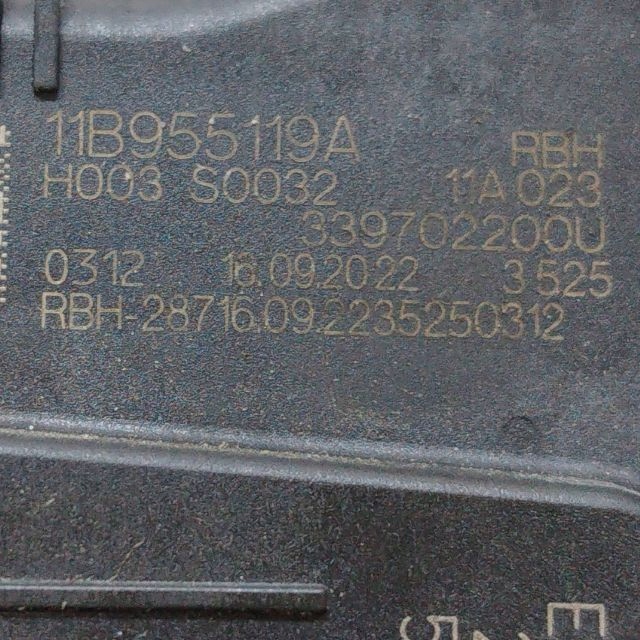 11B955119A RBH
H003 S0032 11A 023
339702200U
0312 16.09.2022 3 525
RBH-28716.09.2235250312